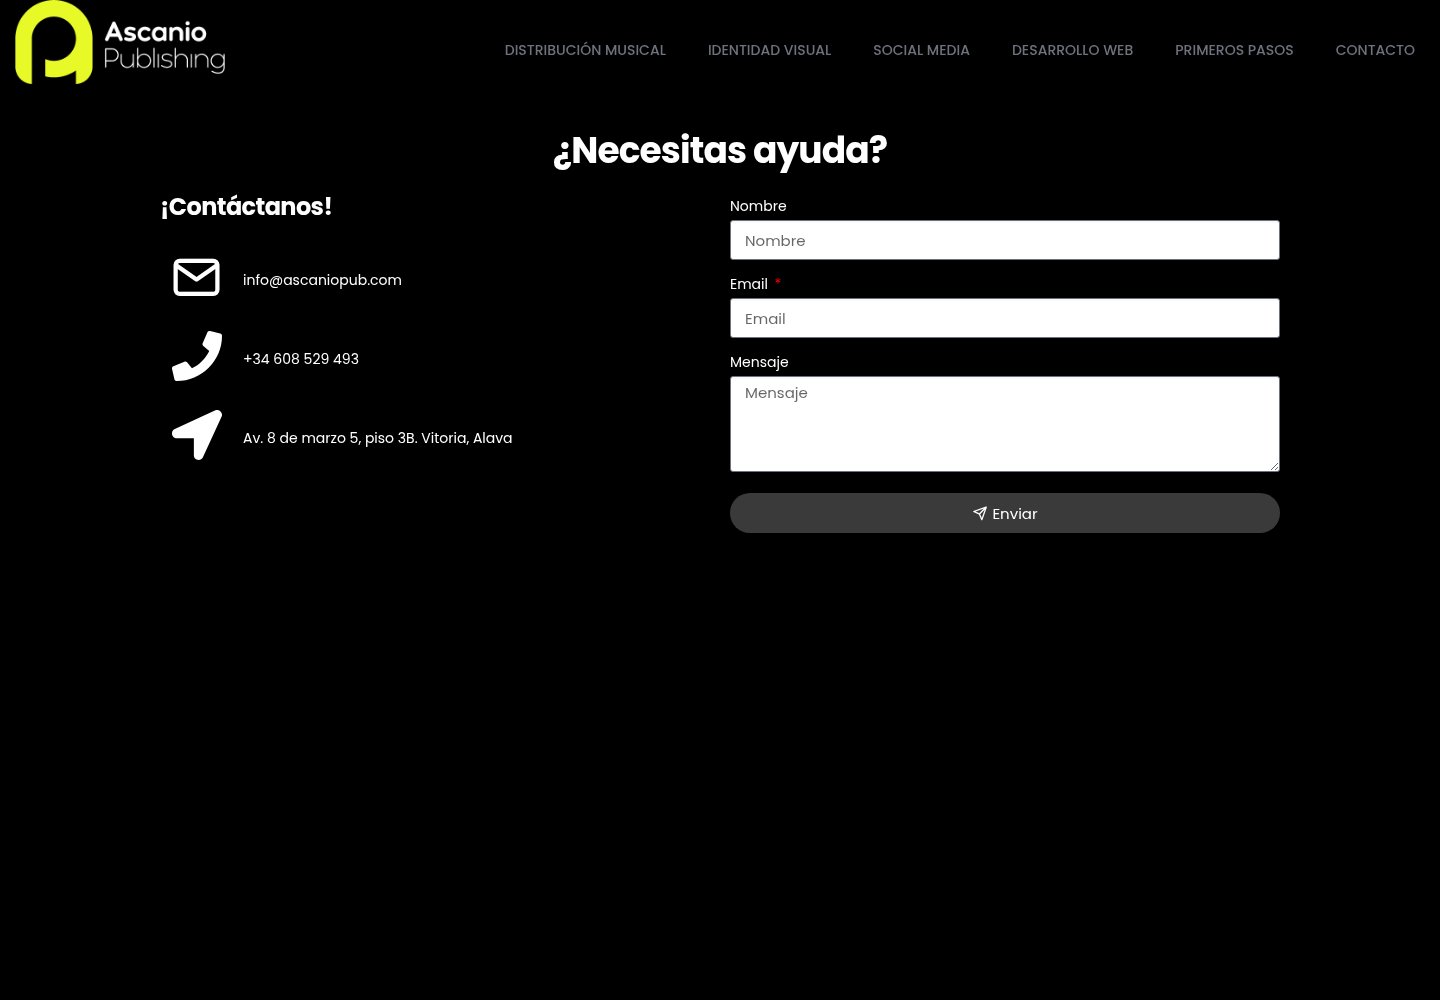 Ascanio
Publishing
DISTRIBUCIÓN MUSICAL
IDENTIDAD VISUAL
SOCIAL MEDIA
DESARROLLO WEB
PRIMEROS PASOS
CONTACTO
¿Necesitas ayuda?
¡Contáctanos!
info@ascaniopub.com
+34 608 529 493
Av. 8 de marzo 5, piso 3B. Vitoria, Alava
Nombre
Nombre
Email *
Email
Mensaje
Mensaje
Enviar